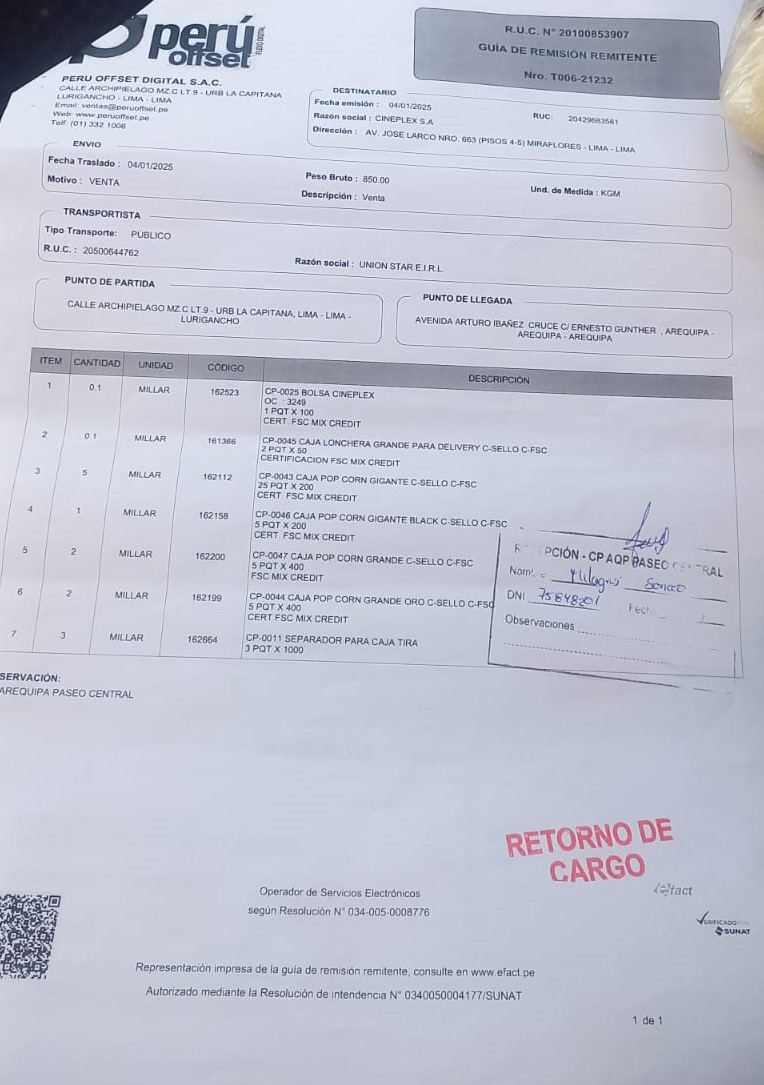 perú
offset
R.U.C. N° 20100853907
GUÍA DE REMISIÓN REMITENTE
Nro. T006-21232
PERU OFFSET DIGITAL S.A.C.
CALLE ARCHIPIELAGO MZ.C LT.9 - URB LA CAPITANA
LURIGANCHO - LIMA - LIMA
Email: ventas@peruoffset.pe
Web: www.peruoffset.pe
Telf: (01) 332 1006
DESTINATARIO
Fecha emisión : 04/01/2025
RUC: 20429683581
Razón social : CINEPLEX S.A
Dirección : AV. JOSE LARCO NRO. 663 (PISOS 4-5) MIRAFLORES - LIMA - LIMA
ENVIO
Fecha Traslado : 04/01/2025
Peso Bruto : 850.00
Und. de Medida : KGM
Motivo : VENTA
Descripción : Venta
TRANSPORTISTA
Tipo Transporte: PÚBLICO
R.U.C. : 20500644762
Razón social : UNION STAR E.I.R.L.
PUNTO DE PARTIDA
CALLE ARCHIPIELAGO MZ.C LT.9 - URB LA CAPITANA, LIMA - LIMA -
LURIGANCHO
PUNTO DE LLEGADA
AVENIDA ARTURO IBAÑEZ CRUCE C/ ERNESTO GUNTHER , AREQUIPA -
AREQUIPA - AREQUIPA
ITEM CANTIDAD UNIDAD CÓDIGO DESCRIPCIÓN
1 0.1 MILLAR 162523 CP-0025 BOLSA CINEPLEX
OC : 3249
1 PQT X 100
CERT. FSC MIX CREDIT
2 0.1 MILLAR 161366 CP-0045 CAJA LONCHERA GRANDE PARA DELIVERY C-SELLO C-FSC
2 PQT X 50
CERTIFICACION FSC MIX CREDIT
3 5 MILLAR 162112 CP-0043 CAJA POP CORN GIGANTE C-SELLO C-FSC
25 PQT X 200
CERT. FSC MIX CREDIT
4 1 MILLAR 162158 CP-0046 CAJA POP CORN GIGANTE BLACK C-SELLO C-FSC
5 PQT X 200
CERT. FSC MIX CREDIT
5 2 MILLAR 162200 CP-0047 CAJA POP CORN GRANDE C-SELLO C-FSC
5 PQT X 400
FSC MIX CREDIT
6 2 MILLAR 162199 CP-0044 CAJA POP CORN GRANDE ORO C-SELLO C-FSC
5 PQT X 400
CERT FSC MIX CREDIT
7 3 MILLAR 162664 CP-0011 SEPARADOR PARA CAJA TIRA
3 PQT X 1000
PCIÓN - CP AQP PASEO TRAL
DNI 75648201
Observaciones
SERVACIÓN:
AREQUIPA PASEO CENTRAL
RETORNO DE
CARGO
Operador de Servicios Electrónicos
según Resolución N° 034-005-0008776
efact
VERIFICADO POR
SUNAT
Representación impresa de la guía de remisión remitente, consulte en www.efact.pe
Autorizado mediante la Resolución de intendencia N° 0340050004177/SUNAT
1 de 1